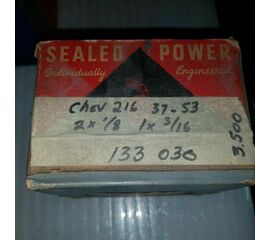 SEALED POWER
Individually Engineered
Chev 216 37-53
2x 1/8 1x 3/16
133 030
3.500